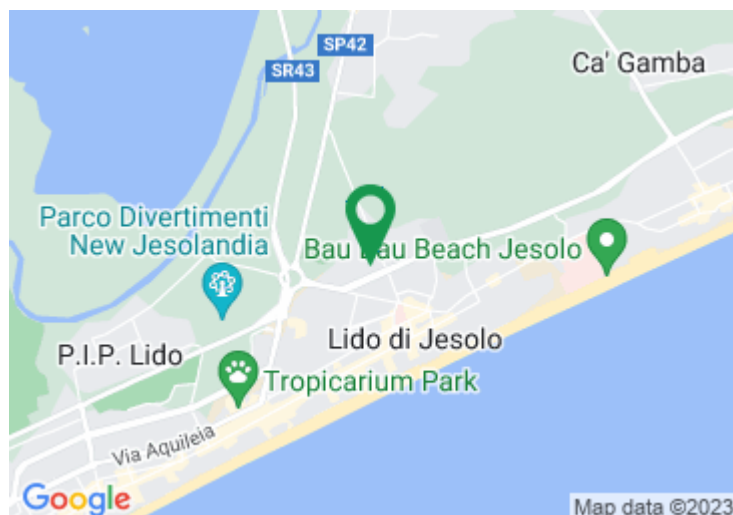 SP42
SR43
Ca' Gamba
Parco Divertimenti
New Jesolandia
Bau Bau Beach Jesolo
Lido di Jesolo
P.I.P. Lido
Tropicarium Park
Via Aquileia
Google
Map data ©2023